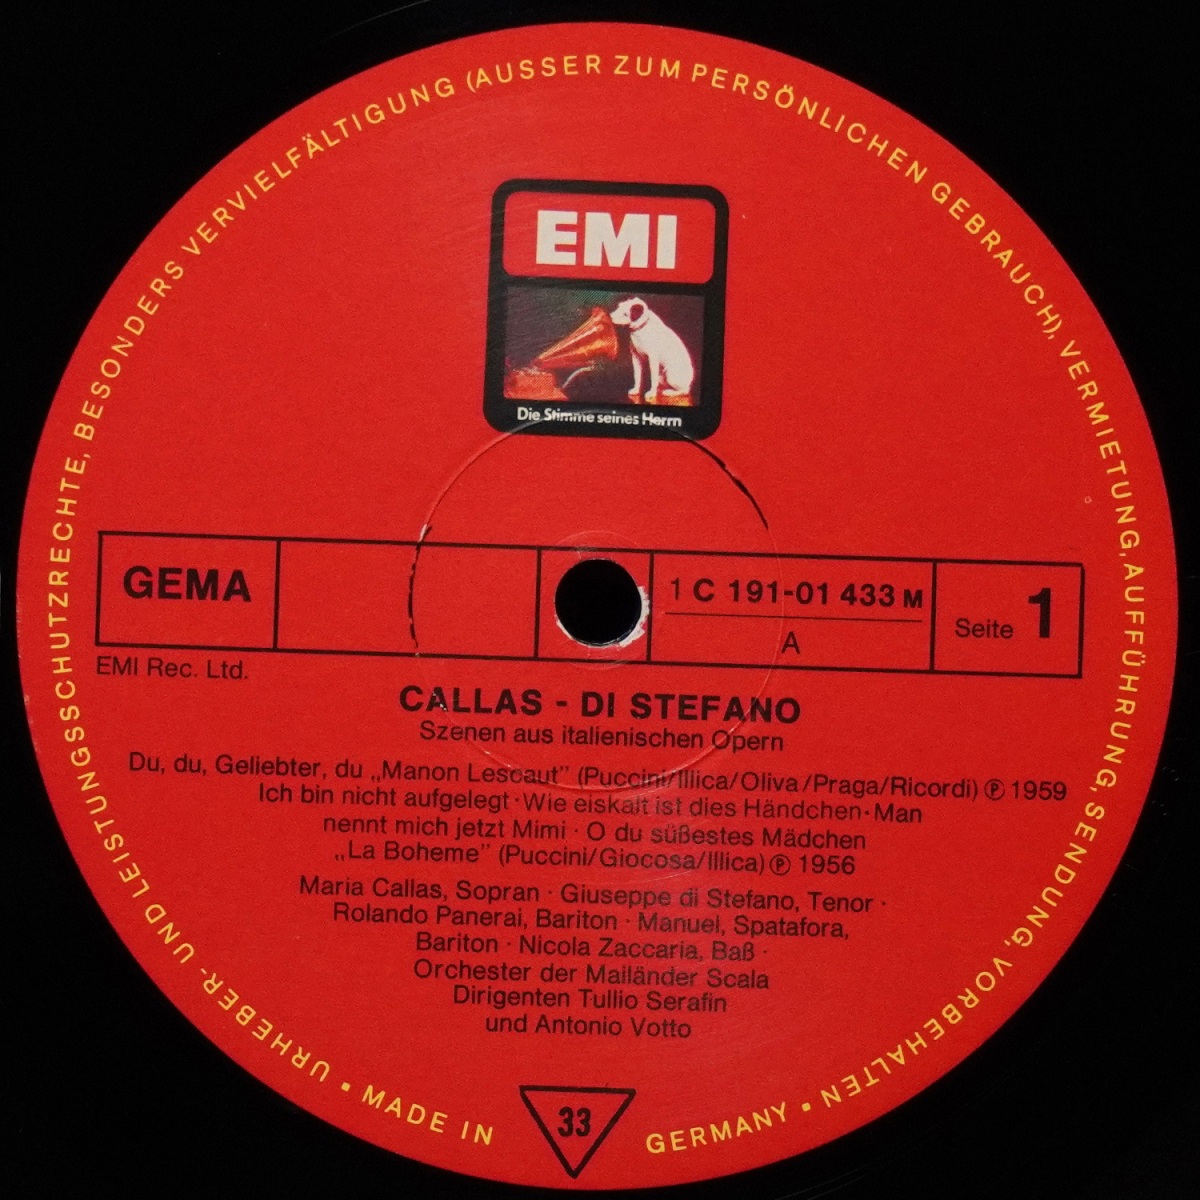 URHEBER- UND LEISTUNGSSCHUTZRECHTE, BESONDERS VERVIELFÄLTIGUNG (AUSSER ZUM PERSÖNLICHEN GEBRAUCH), VERMIETUNG, AUFFÜHRUNG, SENDUNG, VORBEHALTEN •
EMI
Die Stimme seines Herrn
GEMA
1 C 191-01 433 M
A
Seite 1
EMI Rec. Ltd.
CALLAS - DI STEFANO
Szenen aus italienischen Opern
Du, du, Geliebter, du „Manon Lescaut” (Puccini/Illica/Oliva/Praga/Ricordi) ℗ 1959
Ich bin nicht aufgelegt · Wie eiskalt ist dies Händchen · Man
nennt mich jetzt Mimi · O du süßestes Mädchen
„La Boheme” (Puccini/Giocosa/Illica) ℗ 1956
Maria Callas, Sopran · Giuseppe di Stefano, Tenor ·
Rolando Panerai, Bariton · Manuel, Spatafora,
Bariton · Nicola Zaccaria, Baß ·
Orchester der Mailänder Scala
Dirigenten Tullio Serafin
und Antonio Votto
• MADE IN GERMANY
33